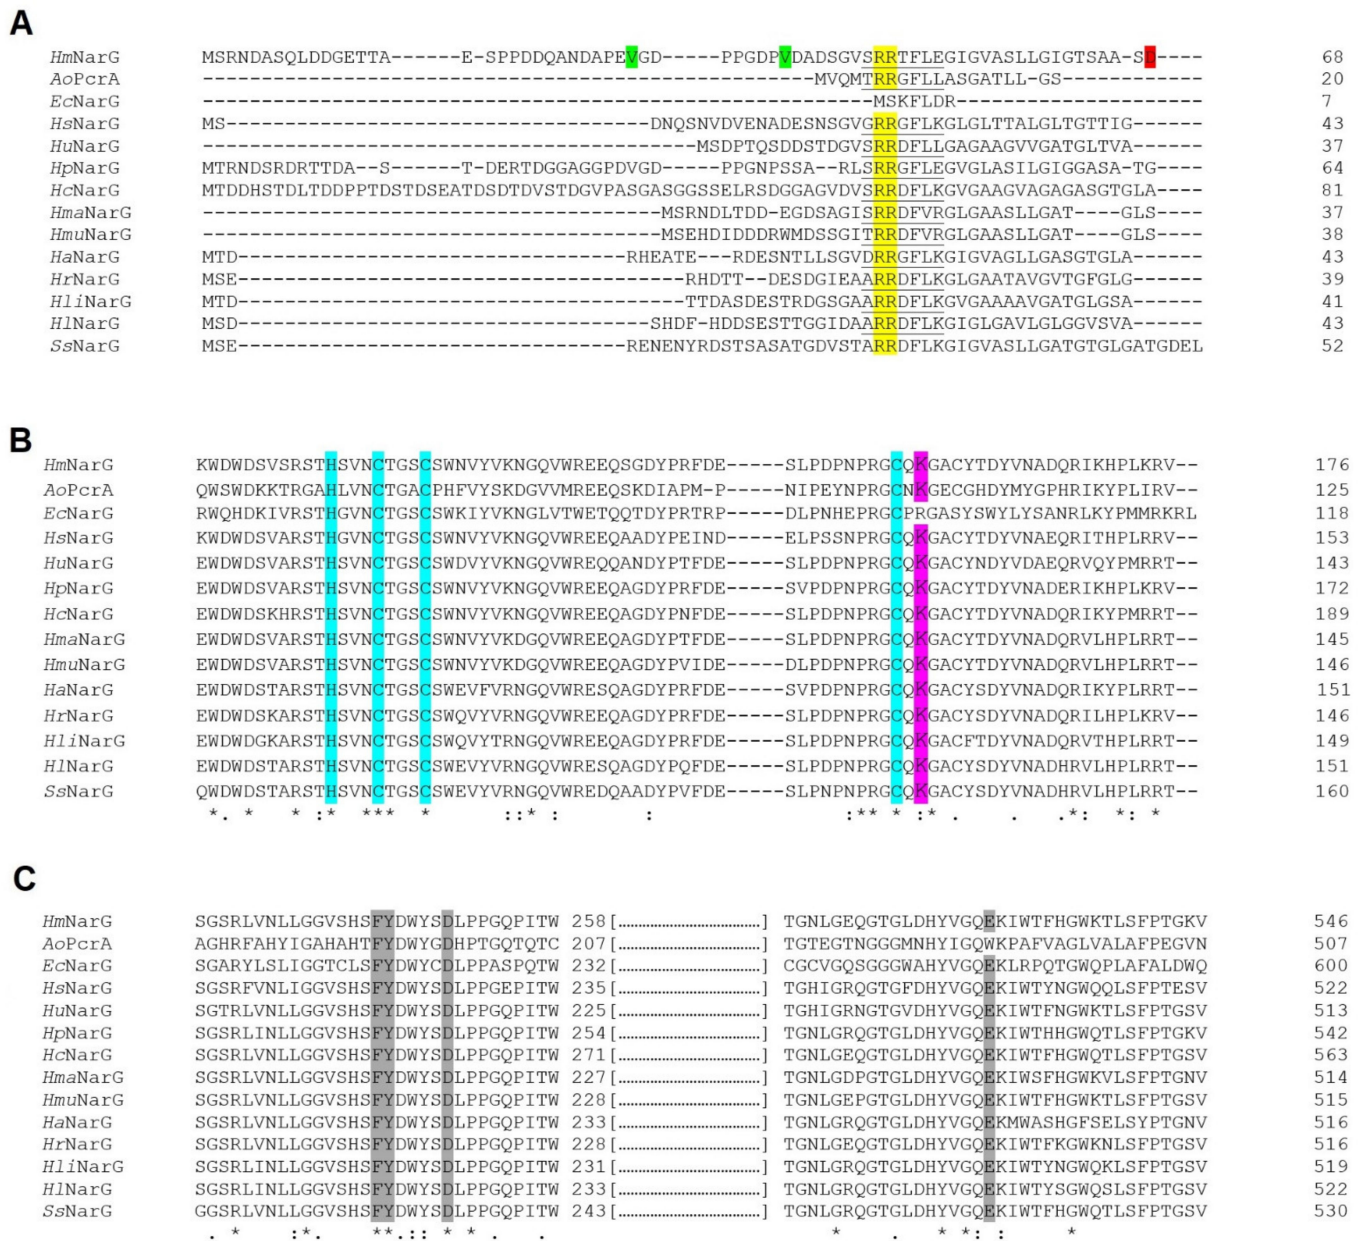 A
HmNarG MSRNDASQLDDGETTA------E-SPPDDQANDAPEVGD-----PPGDPVDADSGVSRRTFLEGIGVASLLGIGTSAA-SD---- 68
AoPcrA ----------------------------------------------------MVQMTRRGFLLASGATLL-GS------------ 20
EcNarG ---------------------------------------------------------MSKFLDR--------------------- 7
HsNarG MS------------------------------------DNQSNVDVENADESNSGVGRRGFLKGLGLTTALGLTGTTIG------ 43
HuNarG ------------------------------------------MSDPTQSDDSTDGVSRRDFLLGAGAAGVVGATGLTVA------ 37
HpNarG MTRNDSRDRTTDA--S------T-DERTDGGAGGPDVGD-----PPGNPSSA--RLSRRGFLEGVGLASILGIGGASA-TG---- 64
HcNarG MTDDHSTDLTDDPPTDSTDSEATDSDTDVSTDGVPASGASGGSSELRSDGGAGVDVSRRDFLKGVGAAGVAGAGASGTGLA---- 81
HmaNarG ---------------------------------------MSRNDLTDD-EGDSAGISRRDFVRGLGAASLLGAT----GLS---- 37
HmuNarG ---------------------------------------MSEHDIDDDRWMDSSGITRRDFVRGLGAASLLGAT----GLS---- 38
HaNarG MTD---------------------------------RHEATE--RDESNTLLSGVDRRGFLKGIGVAGLLGASGTGLA------ 43
HrNarG MSE--------------------------------------RHDTT--DESDGIEAARRDFLKGLGAATAVGVTGFGLG------ 39
HliNarG MTD--------------------------------------TTDASDESTRDGSGAARRDFLKGVGAAAAVGATGLGSA------ 41
HlNarG MSD-----------------------------------SHDF-HDDSESTTGGIDAARRDFLKGIGLGAVLGLGGVSVA------ 43
SsNarG MSE---------------------------------RENENYRDSTSASATGDVSTARRDFLKGIGVASLLGATGTGLGATGDEL 52
B
HmNarG KWDWDSVSRSTHSVNCTGSCSWNVYVKNGQVWREEQSGDYPRFDE-----SLPDPNPRGCQKGACYTDYVNADQRIKHPLKRV-- 176
AoPcrA QWSWDKKTRGAHLVNCTGACPHFVYSKDGVVMREEQSKDIAPM-P-----NIPEYNPRGCNKGECGHDYMYGPHRIKYPLIRV-- 125
EcNarG RWQHDKIVRSTHGVNCTGSCSWKIYVKNGLVTWETQQTDYPRTRP-----DLPNHEPRGCPRGASYSWYLYSANRLKYPMMRKRL 118
HsNarG KWDWDSVARSTHGVNCTGSCSWNVYVKNGQVWREEQAADYPEIND-----ELPSSNPRGCQKGACYTDYVNAEQRITHPLRRV-- 153
HuNarG EWDWDSVARSTHSVNCTGSCSWDVYVKNGQVWREQQANDYPTFDE-----SLPDPNPRGCQKGACYNDYVDAEQRVQYPMRRT-- 143
HpNarG EWDWDSVARSTHSVNCTGSCSWNVYVKNGQVWREEQAGDYPRFDE-----SVPDPNPRGCQKGACYTDYVNADERIKHPLRRV-- 172
HcNarG EWDWDSKHRSTHSVNCTGSCSWNVYVKNGQVWREEQAGDYPNFDE-----SLPDPNPRGCQKGACYTDYVNADQRIKYPMRRT-- 189
HmaNarG EWDWDSVARSTHSVNCTGSCSWNVYVKDGQVWREEQAGDYPTFDE-----SLPDPNPRGCQKGACYTDYVNADQRVLHPLRRT-- 145
HmuNarG EWDWDSVARSTHSVNCTGSCSWNVYVKDGQVWREEQAGDYPVIDE-----DLPDPNPRGCQKGACYTDYVNADQRVLHPLRRT-- 146
HaNarG EWDWDSTARSTHSVNCTGSCSWEVFVRNGQVWRESQAGDYPRFDE-----SVPDPNPRGCQKGACYSDYVNADQRIKYPLRRT-- 151
HrNarG EWDWDSKARSTHSVNCTGSCSWQVYVRNGQVWREEQAGDYPRFDE-----SLPDPNPRGCQKGACYSDYVNADQRILHPLKRV-- 146
HliNarG EWDWDGKARSTHSVNCTGSCSWQVYTRNGQVWREEQAGDYPRFDE-----SLPDPNPRGCQKGACFTDYVNADQRVTHPLRRT-- 149
HlNarG EWDWDSTARSTHSVNCTGSCSWEVYVRNGQVWRESQAGDYPQFDE-----SLPDPNPRGCQKGACYSDYVNADHRVLHPLRRT-- 151
SsNarG QWDWDSTARSTHSVNCTGSCSWEVYVRNGQVWREDQAADYPVFDE-----SLPNPNPRGCQKGACYSDYVNADHRVLHPLRRT-- 160
*. * * :* *** * ::* : : :** * :* . . .*: *: *
C
HmNarG SGSRLVNLLGGVSHSFYDWYSDLPPGQPITW 258[..............................] TGNLGEQGTGLDHYVGQEKIWTFHGWKTLSFPTGKV 546
AoPcrA AGHRFAHYIGAHAHTFYDWYGDHPTGQTQTC 207[..............................] TGTEGTNGGGMNHYIGQWKPAFVAGLVALAFPEGVN 507
EcNarG SGARYLSLIGGTCLSFYDWYCDLPPASPQTW 232[..............................] CGCVGQSGGGWAHYVGQEKLRPQTGWQPLAFALDWQ 600
HsNarG SGSRFVNLIGGVSHSFYDWYSDLPPGEPITW 235[..............................] TGHIGRQGTGFDHYVGQEKIWTYNGWQQLSFPTESV 522
HuNarG SGTRLVNLLGGVSHSFYDWYSDLPPGQPITW 225[..............................] TGHIGRNGTGVDHYVGQEKIWTFNGWKTLSFPTGSV 513
HpNarG SGSRLINLLGGVSHSFYDWYSDLPPGQPITW 254[..............................] TGNLGRQGTGLDHYVGQEKIWTHHGWQTLSFPTGKV 542
HcNarG SGSRLVNLLGGVSHSFYDWYSDLPPGQPITW 271[..............................] TGNLGEQGTGLDHYVGQEKIWTFHGWQTLSFPTGSV 563
HmaNarG SGSRLVNLLGGVSHSFYDWYSDLPPGQPITW 227[..............................] TGNLGDPGTGLDHYVGQEKIWSFHGWKVLSFPTGNV 514
HmuNarG SGSRLVNLLGGVSHSFYDWYSDLPPGQPITW 228[..............................] TGNLGEPGTGLDHYVGQEKIWTFHGWKTLSFPTGSV 515
HaNarG SGSRLVNLLGGVSHSFYDWYSDLPPGQPITW 233[..............................] TGNLGRQGTGLDHYVGQEKMWASHGFSELSYPTGNV 516
HrNarG SGSRLVNLLGGVSHSFYDWYSDLPPGQPITW 228[..............................] TGNLGEQGTGLDHYVGQEKIWTFKGWKNLSFPTGSV 516
HliNarG SGSRLINLLGGVSHSFYDWYSDLPPGQPITW 231[..............................] TGNLGRQGTGLDHYVGQEKIWTYNGWQKLSFPTGSV 519
HlNarG SGSRLINLLGGVSHSFYDWYSDLPPGQPITW 233[..............................] TGNLGRQGTGLDHYVGQEKIWTYSGWQSLSFPTGSV 522
SsNarG GGSRLVNLLGGVSHSFYDWYSDLPPGQPITW 243[..............................] TGNLGRQGTGLDHYVGQEKIWTFHGWQTLSFPTGSV 530
. * :*. **.:: * * . . * . * *: : *